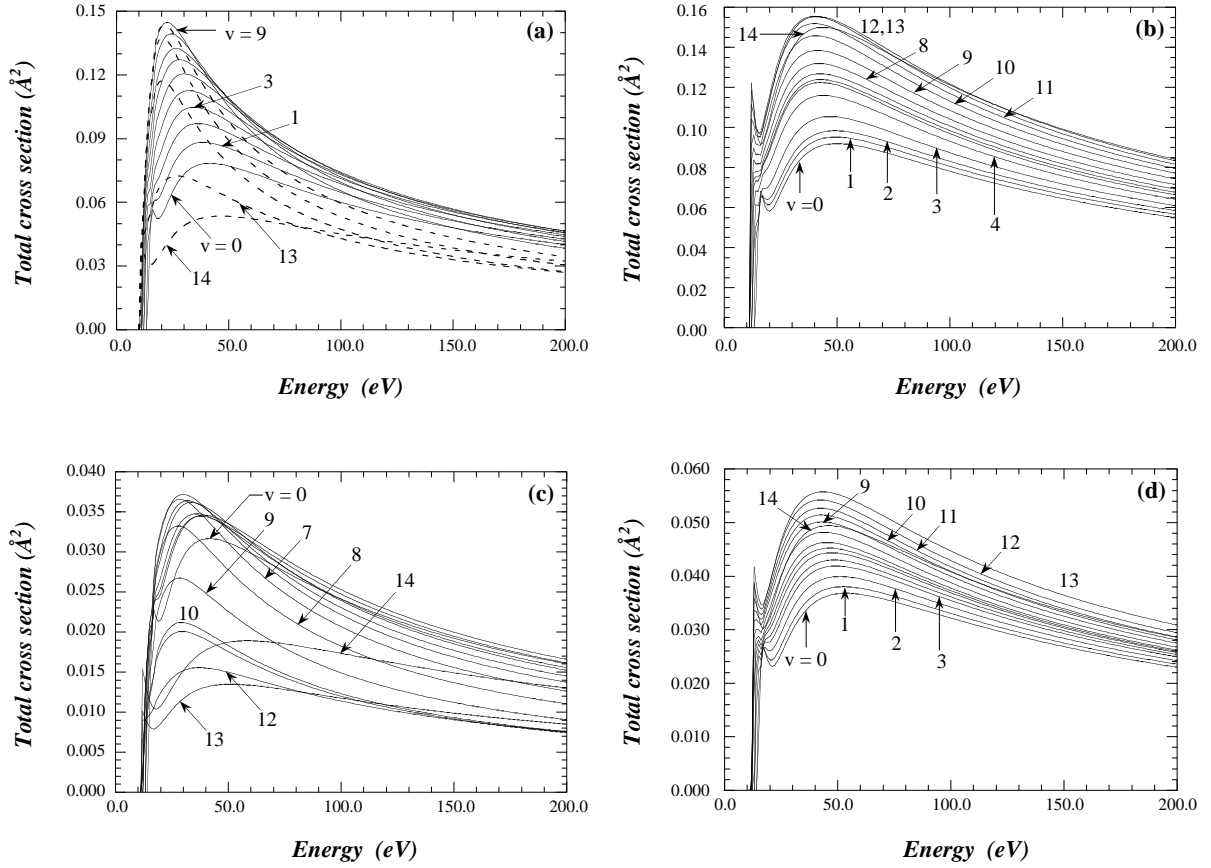 (a)
Total cross section (Å²)
0.15
0.12
0.09
0.06
0.03
0.00
v = 9
3
1
v=0
13
14
0.0 50.0 100.0 150.0 200.0
Energy (eV)
(b)
Total cross section (Å²)
0.16
0.14
0.12
0.10
0.08
0.06
0.04
0.02
0.00
14
12,13
8
9
10
11
v =0
1
2
3
4
0.0 50.0 100.0 150.0 200.0
Energy (eV)
(c)
Total cross section (Å²)
0.040
0.035
0.030
0.025
0.020
0.015
0.010
0.005
0.000
v = 0
9
7
8
14
10
12
13
0.0 50.0 100.0 150.0 200.0
Energy (eV)
(d)
Total cross section (Å²)
0.060
0.050
0.040
0.030
0.020
0.010
0.000
14
9
10
11
12
13
v=0
1
2
3
0.0 50.0 100.0 150.0 200.0
Energy (eV)